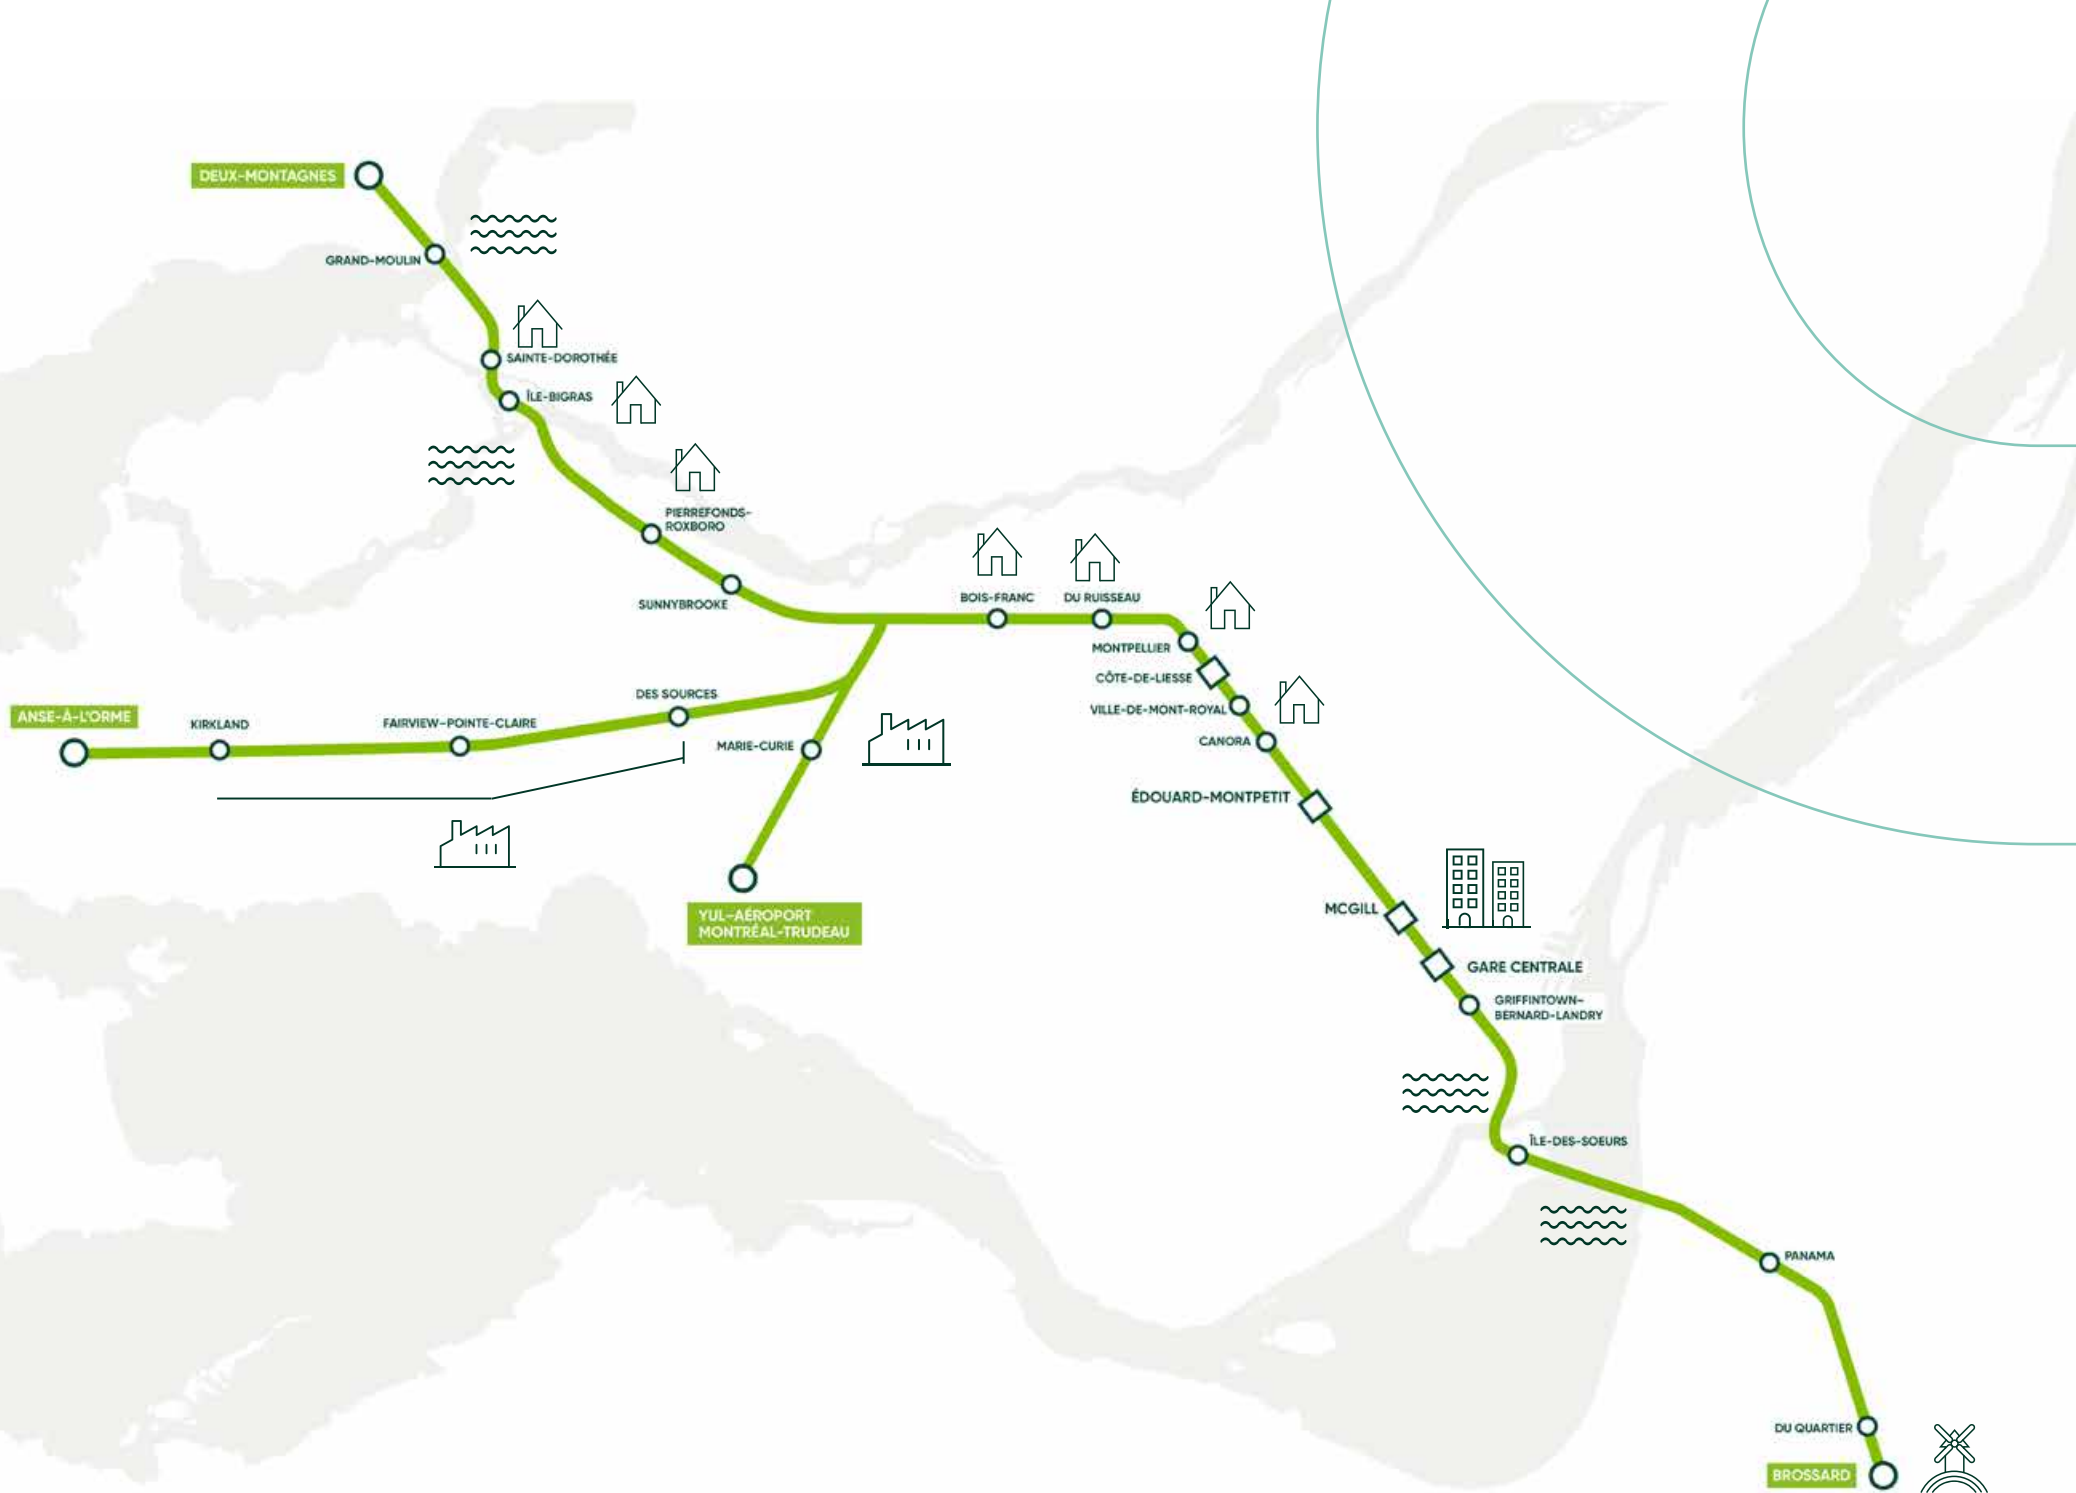 DEUX-MONTAGNES
GRAND-MOULIN
SAINTE-DOROTHÉE
ÎLE-BIGRAS
PIERREFONDS-
ROXBORO
SUNNYBROOKE
BOIS-FRANC
DU RUISSEAU
MONTPELLIER
CÔTE-DE-LIESSE
VILLE-DE-MONT-ROYAL
CANORA
ÉDOUARD-MONTPETIT
MCGILL
GARE CENTRALE
GRIFFINTOWN-
BERNARD-LANDRY
ÎLE-DES-SOEURS
PANAMA
DU QUARTIER
BROSSARD
ANSE-À-L'ORME
KIRKLAND
FAIRVIEW-POINTE-CLAIRE
DES SOURCES
MARIE-CURIE
YUL-AÉROPORT
MONTRÉAL-TRUDEAU